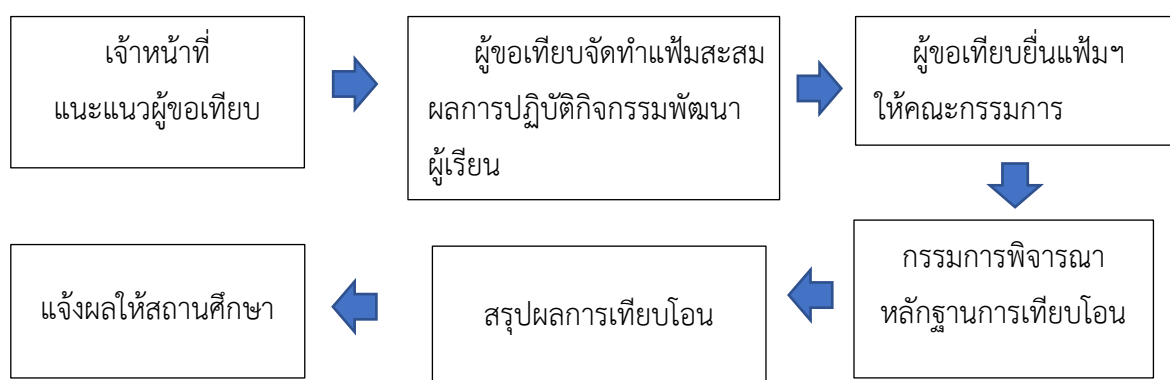 เจ้าหน้าที่
แนะแนวผู้ขอเทียบ
ผู้ขอเทียบจัดทำแฟ้มสะสม
ผลการปฏิบัติกิจกรรมพัฒนา
ผู้เรียน
ผู้ขอเทียบยื่นแฟ้มฯ
ให้คณะกรรมการ
กรรมการพิจารณา
หลักฐานการเทียบโอน
สรุปผลการเทียบโอน
แจ้งผลให้สถานศึกษา